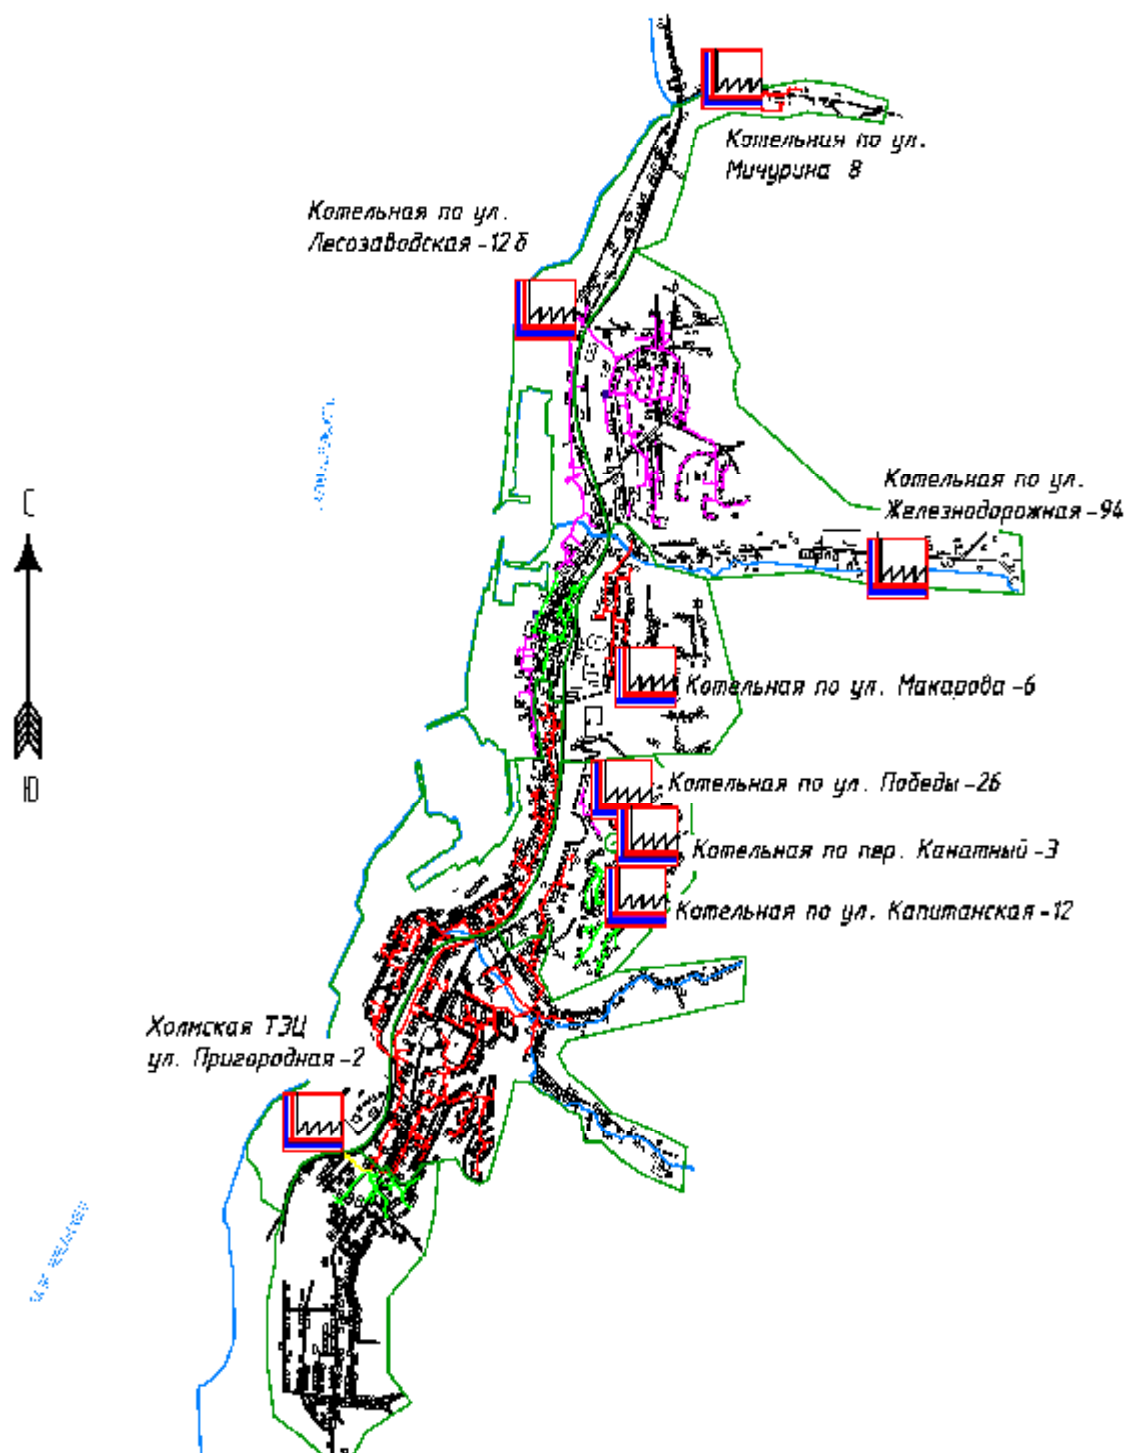 Котельная по ул.
Мичурина 8
Котельная по ул.
Лесозаводская -12б
Котельная по ул.
Железнодорожная -94
С
Ю
Котельная по ул. Макарова -6
Котельная по ул. Победы -26
Котельная по пер. Канатный -3
Котельная по ул. Капитанская -12
Холмская ТЭЦ
ул. Пригородная -2